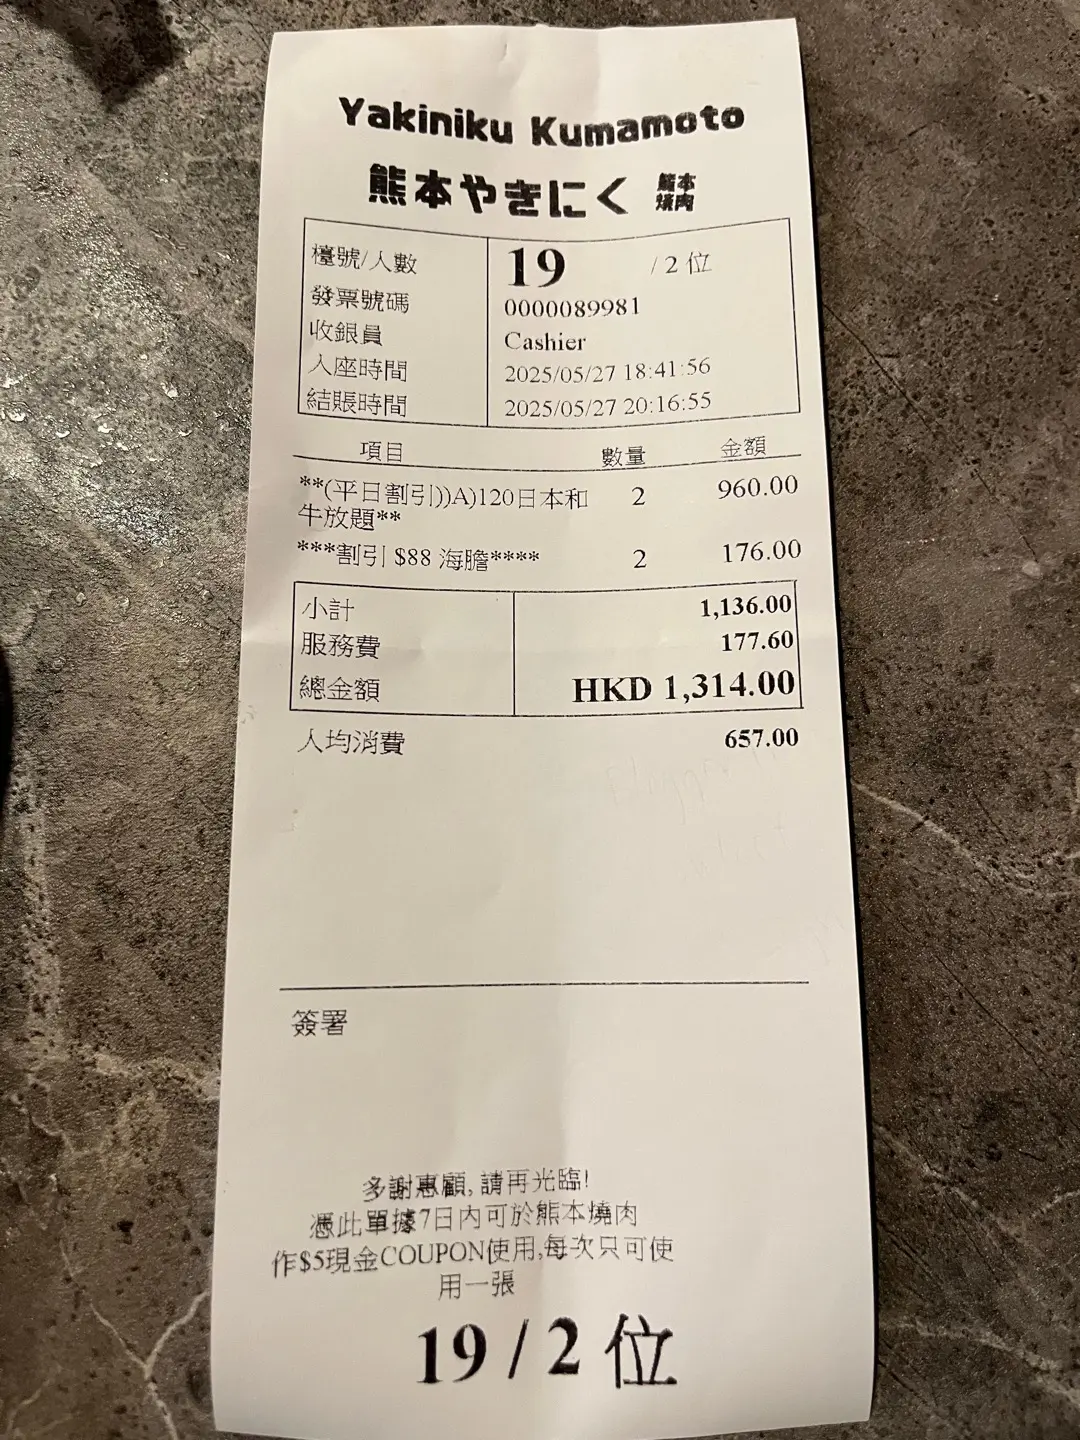 Yakiniku Kumamoto
熊本やきにく 熊本燒肉
檯號/人數 19 / 2 位
發票號碼 0000089981
收銀員 Cashier
入座時間 2025/05/27 18:41:56
結賬時間 2025/05/27 20:16:55
項目 數量 金額
**(平日割引))A)120日本和 2 960.00
牛放題**
***割引 $88 海膽**** 2 176.00
小計 1,136.00
服務費 177.60
總金額 HKD 1,314.00
人均消費 657.00
簽署
多謝惠顧, 請再光臨!
憑此單據7日內可於熊本燒肉
作$5現金COUPON使用,每次只可使
用一張
19 / 2 位